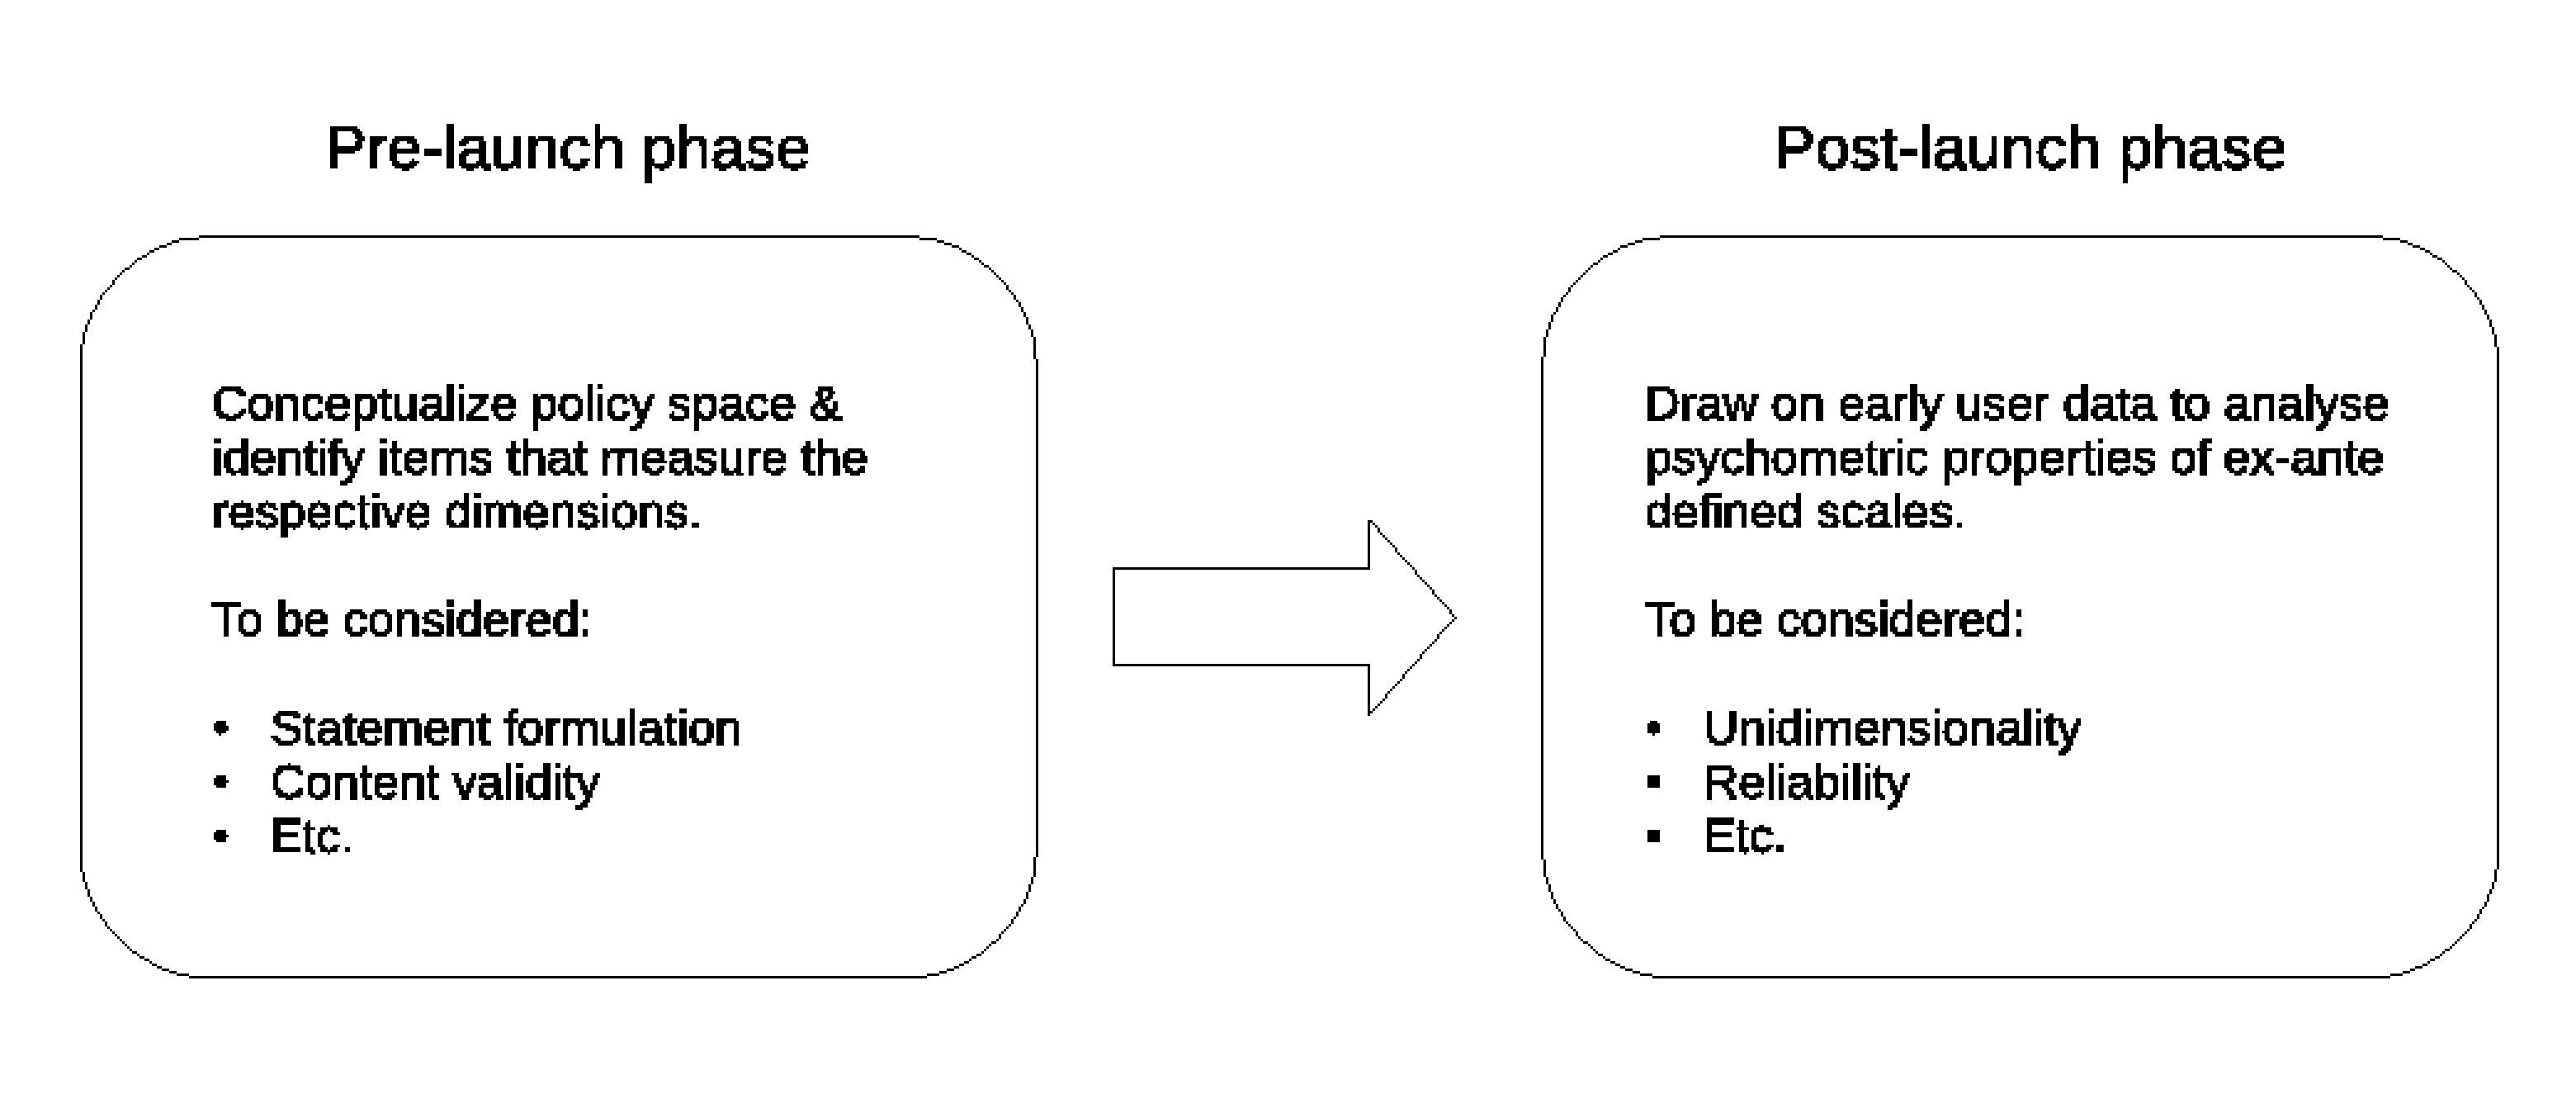 Pre-launch phase
Conceptualize policy space &
identify items that measure the
respective dimensions.
To be considered:
• Statement formulation
• Content validity
• Etc.
Post-launch phase
Draw on early user data to analyse
psychometric properties of ex-ante
defined scales.
To be considered:
• Unidimensionality
▪ Reliability
▪ Etc.